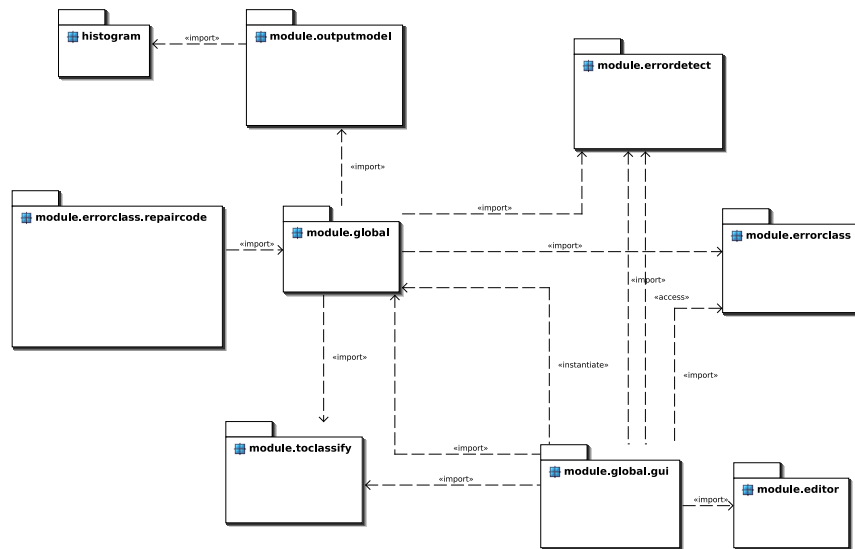 histogram
«import»
module.outputmodel
module.errordetect
«import»
module.errorclass.repaircode
«import»
module.global
«import»
«import»
module.errorclass
«import»
«access»
«import»
«instantiate»
«import»
module.toclassify
«import»
«import»
module.global.gui
«import»
module.editor